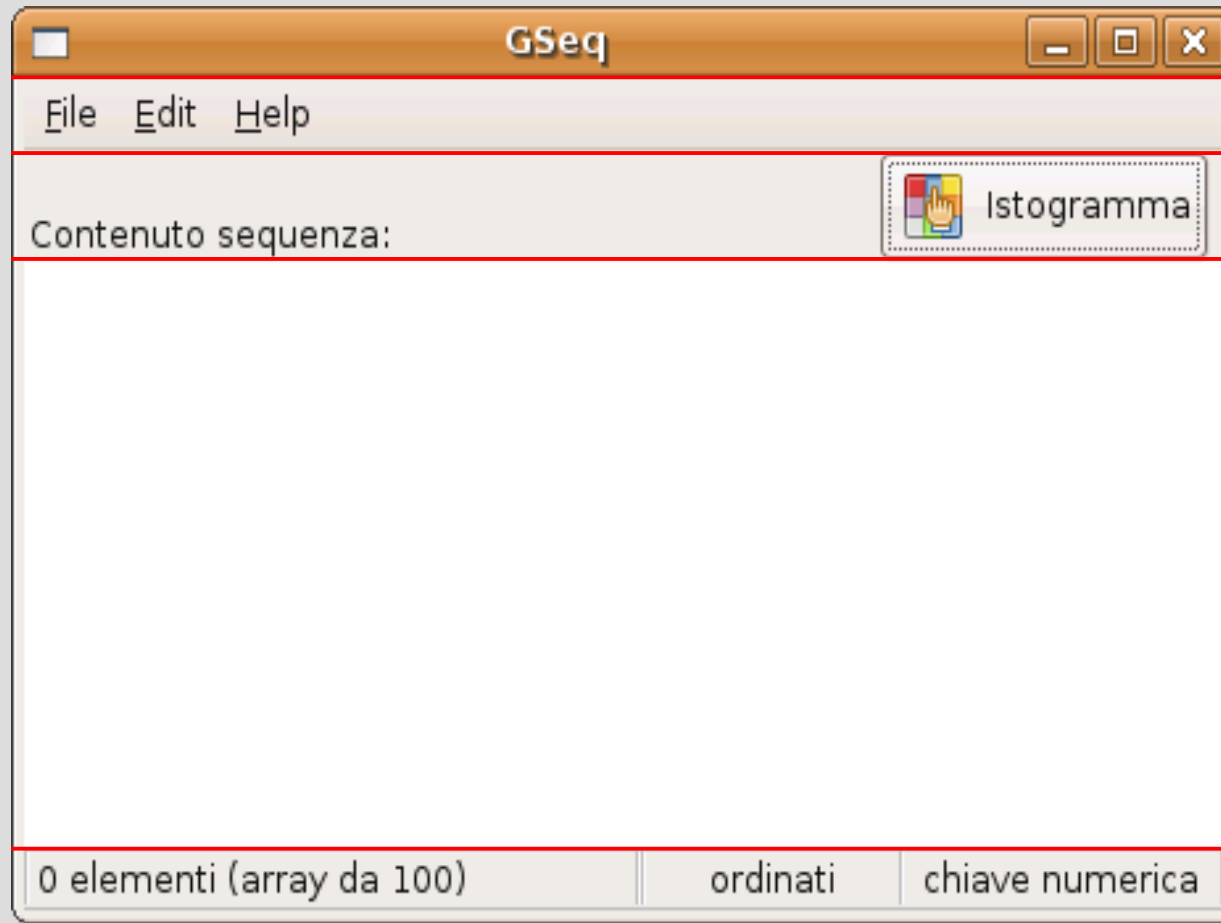 GSeq
File Edit Help
Istogramma
Contenuto sequenza:
0 elementi (array da 100) ordinati chiave numerica